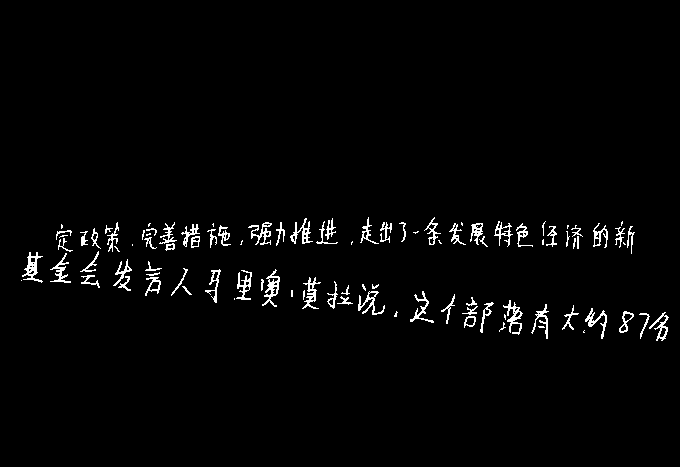 定政策、完善措施，强力推进，走出了一条发展特色经济的新
基金会发言人马里奥·莫拉说，这个部落有大约87名